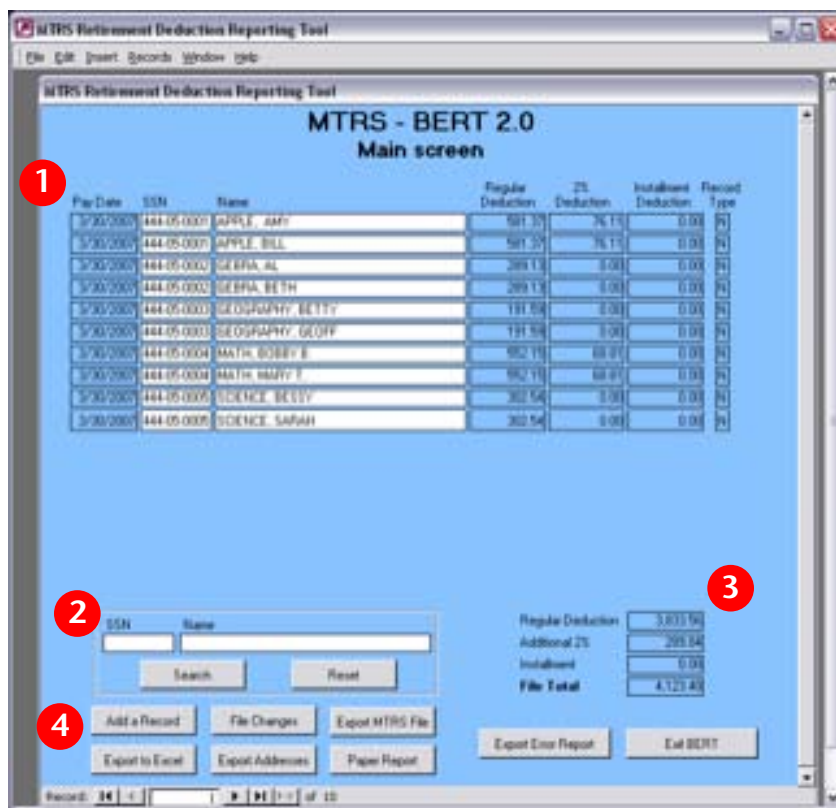 MTRS Retirement Deduction Reporting Tool
File Edit Insert Records Window Help
MTRS Retirement Deduction Reporting Tool
MTRS - BERT 2.0
Main screen
1
Pay Date SSN Name Regular Deduction 2% Deduction Installment Deduction Record Type
3/30/2007 444-05-0001 APPLE, AMY 581.37 76.11 0.00 N
3/30/2007 444-05-0001 APPLE, BILL 581.37 76.11 0.00 N
3/30/2007 444-05-0002 GEBRA, AL 289.13 0.00 0.00 N
3/30/2007 444-05-0002 GEBRA, BETH 289.13 0.00 0.00 N
3/30/2007 444-05-0003 GEOGRAPHY, BETTY 191.59 0.00 0.00 N
3/30/2007 444-05-0003 GEOGRAPHY, GEOFF 191.59 0.00 0.00 N
3/30/2007 444-05-0004 MATH, BOBBY B. 552.15 68.81 0.00 N
3/30/2007 444-05-0004 MATH, MARY T. 552.15 68.81 0.00 N
3/30/2007 444-05-0005 SCIENCE, BESSY 302.54 0.00 0.00 N
3/30/2007 444-05-0005 SCIENCE, SARAH 302.54 0.00 0.00 N
2
SSN Name
Search Reset
3
Regular Deduction 3,833.56
Additional 2% 289.84
Installment 0.00
File Total 4,123.40
4
Add a Record File Changes Export MTRS File
Export to Excel Export Addresses Paper Report
Export Error Report Exit BERT
Record: 1 of 10